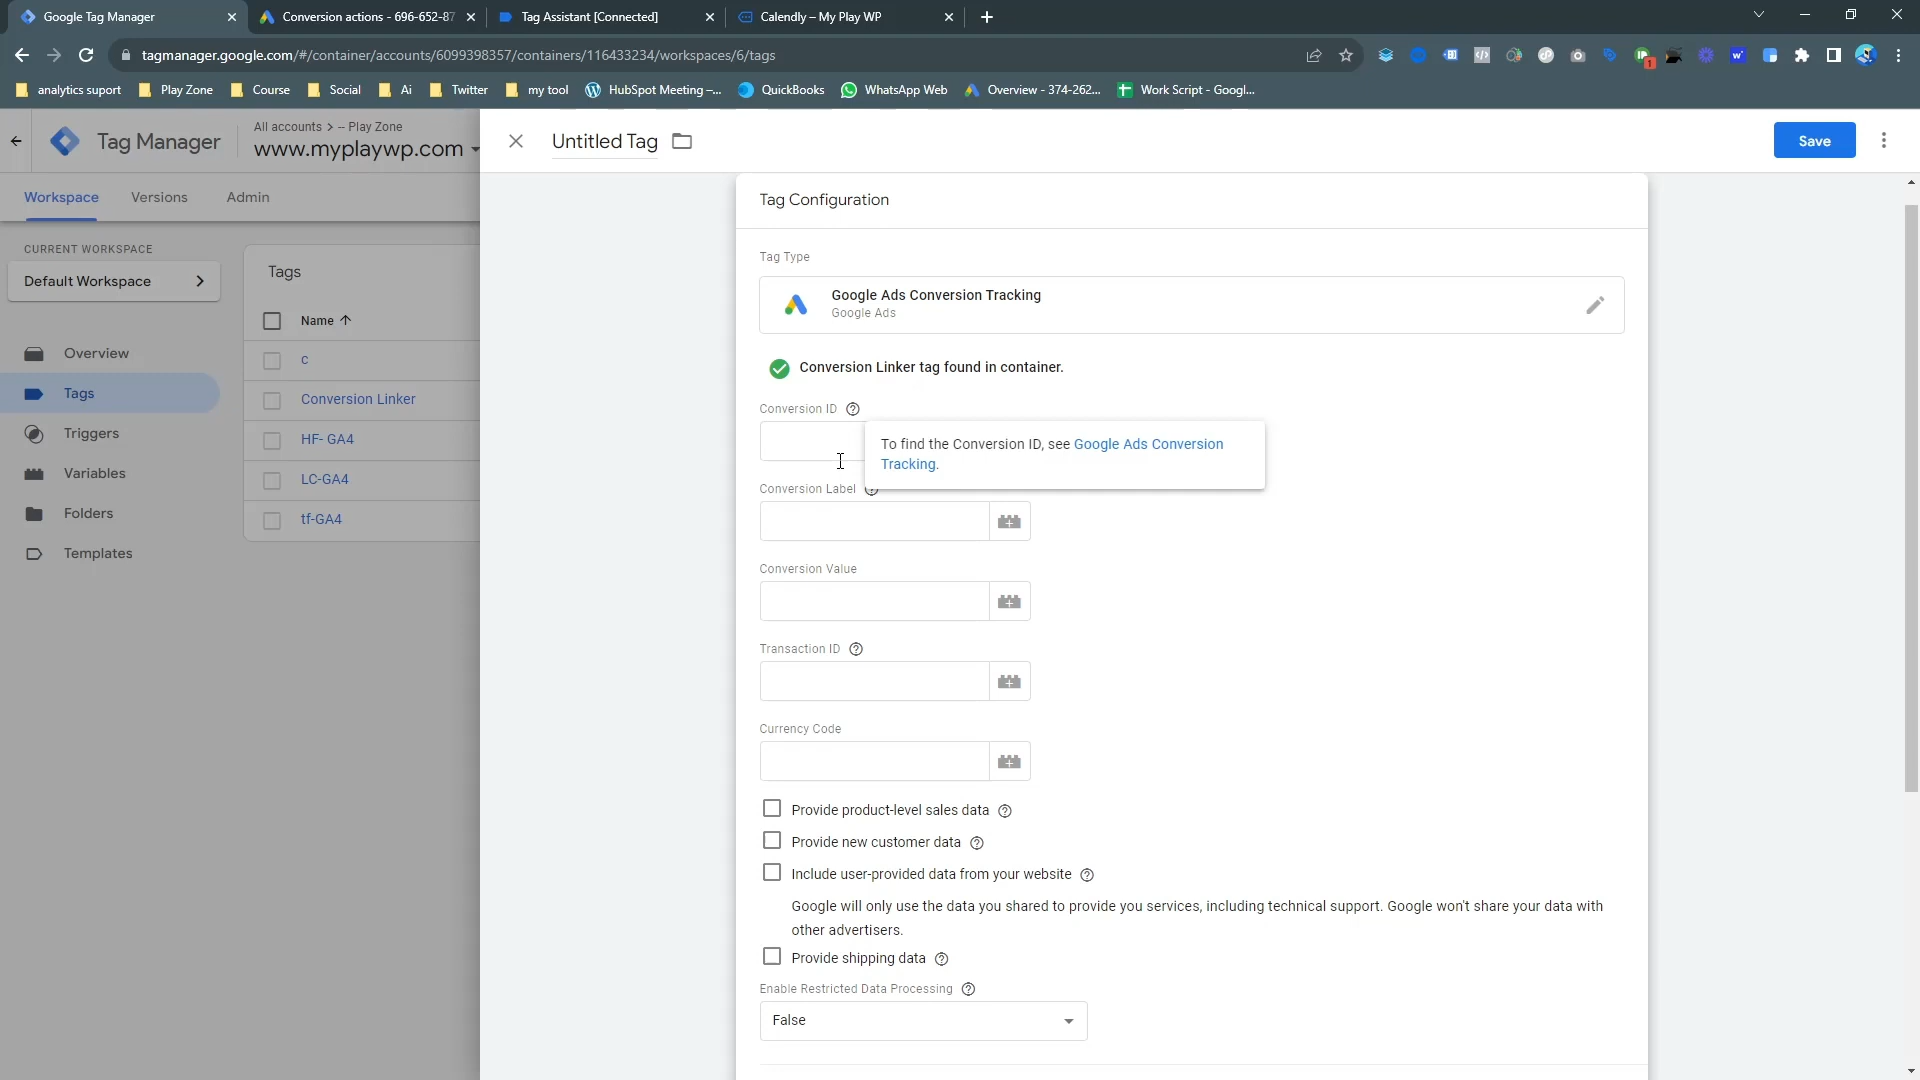 Google Tag Manager
Conversion actions - 696-652-87
Tag Assistant [Connected]
Calendly – My Play WP
tagmanager.google.com/#/container/accounts/6099398357/containers/116433234/workspaces/6/tags
1
analytics suport
Play Zone
Course
Social
Ai
Twitter
my tool
HubSpot Meeting –...
QuickBooks
WhatsApp Web
Overview - 374-262...
Work Script - Googl...
Tag Manager
All accounts > -- Play Zone
www.myplaywp.com
Untitled Tag
Save
Workspace
Versions
Admin
CURRENT WORKSPACE
Default Workspace
Overview
Tags
Triggers
Variables
Folders
Templates
Tags
Name
c
Conversion Linker
HF- GA4
LC-GA4
tf-GA4
Tag Configuration
Tag Type
Google Ads Conversion Tracking
Google Ads
Conversion Linker tag found in container.
Conversion ID
To find the Conversion ID, see Google Ads Conversion
Tracking.
Conversion Label
Conversion Value
Transaction ID
Currency Code
Provide product-level sales data
Provide new customer data
Include user-provided data from your website
Google will only use the data you shared to provide you services, including technical support. Google won't share your data with
other advertisers.
Provide shipping data
Enable Restricted Data Processing
False